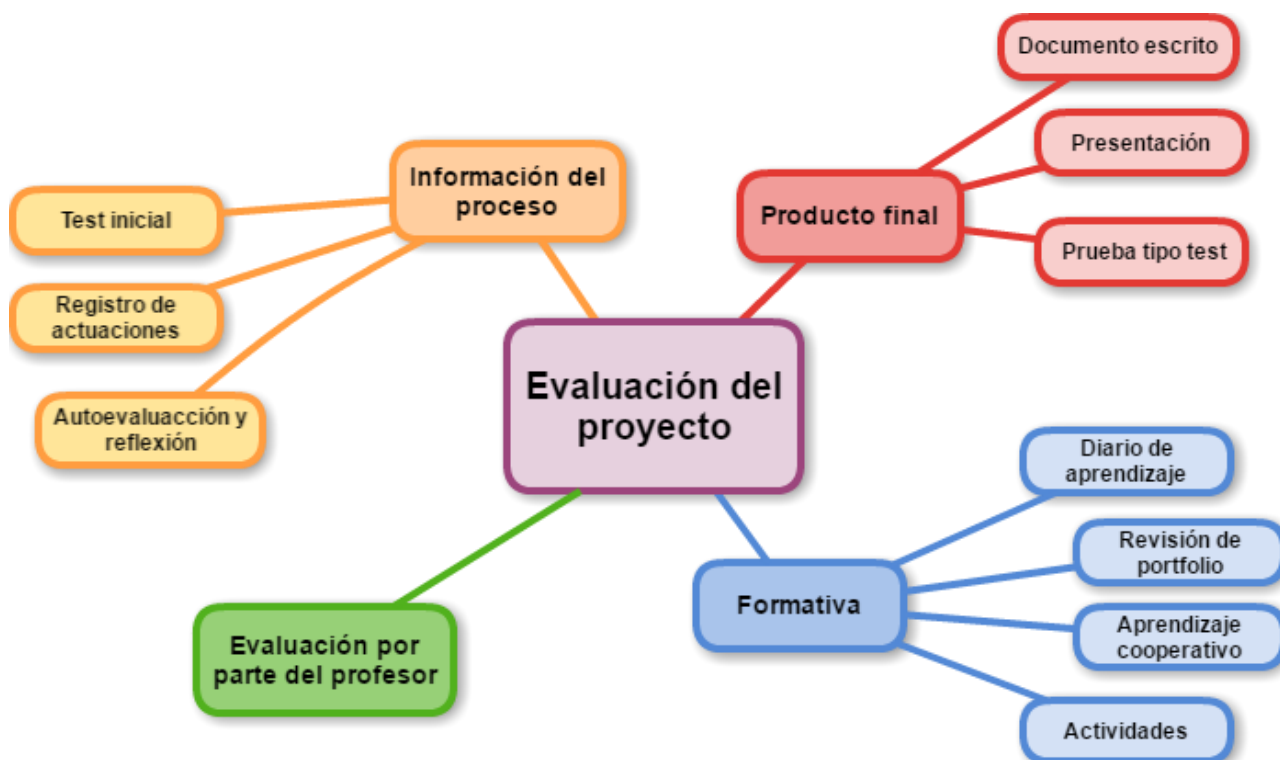 Documento escrito
Presentación
Información del
proceso
Producto final
Test inicial
Prueba tipo test
Registro de
actuaciones
Evaluación del
proyecto
Autoevaluacción y
reflexión
Diario de
aprendizaje
Revisión de
portfolio
Formativa
Evaluación por
parte del profesor
Aprendizaje
cooperativo
Actividades